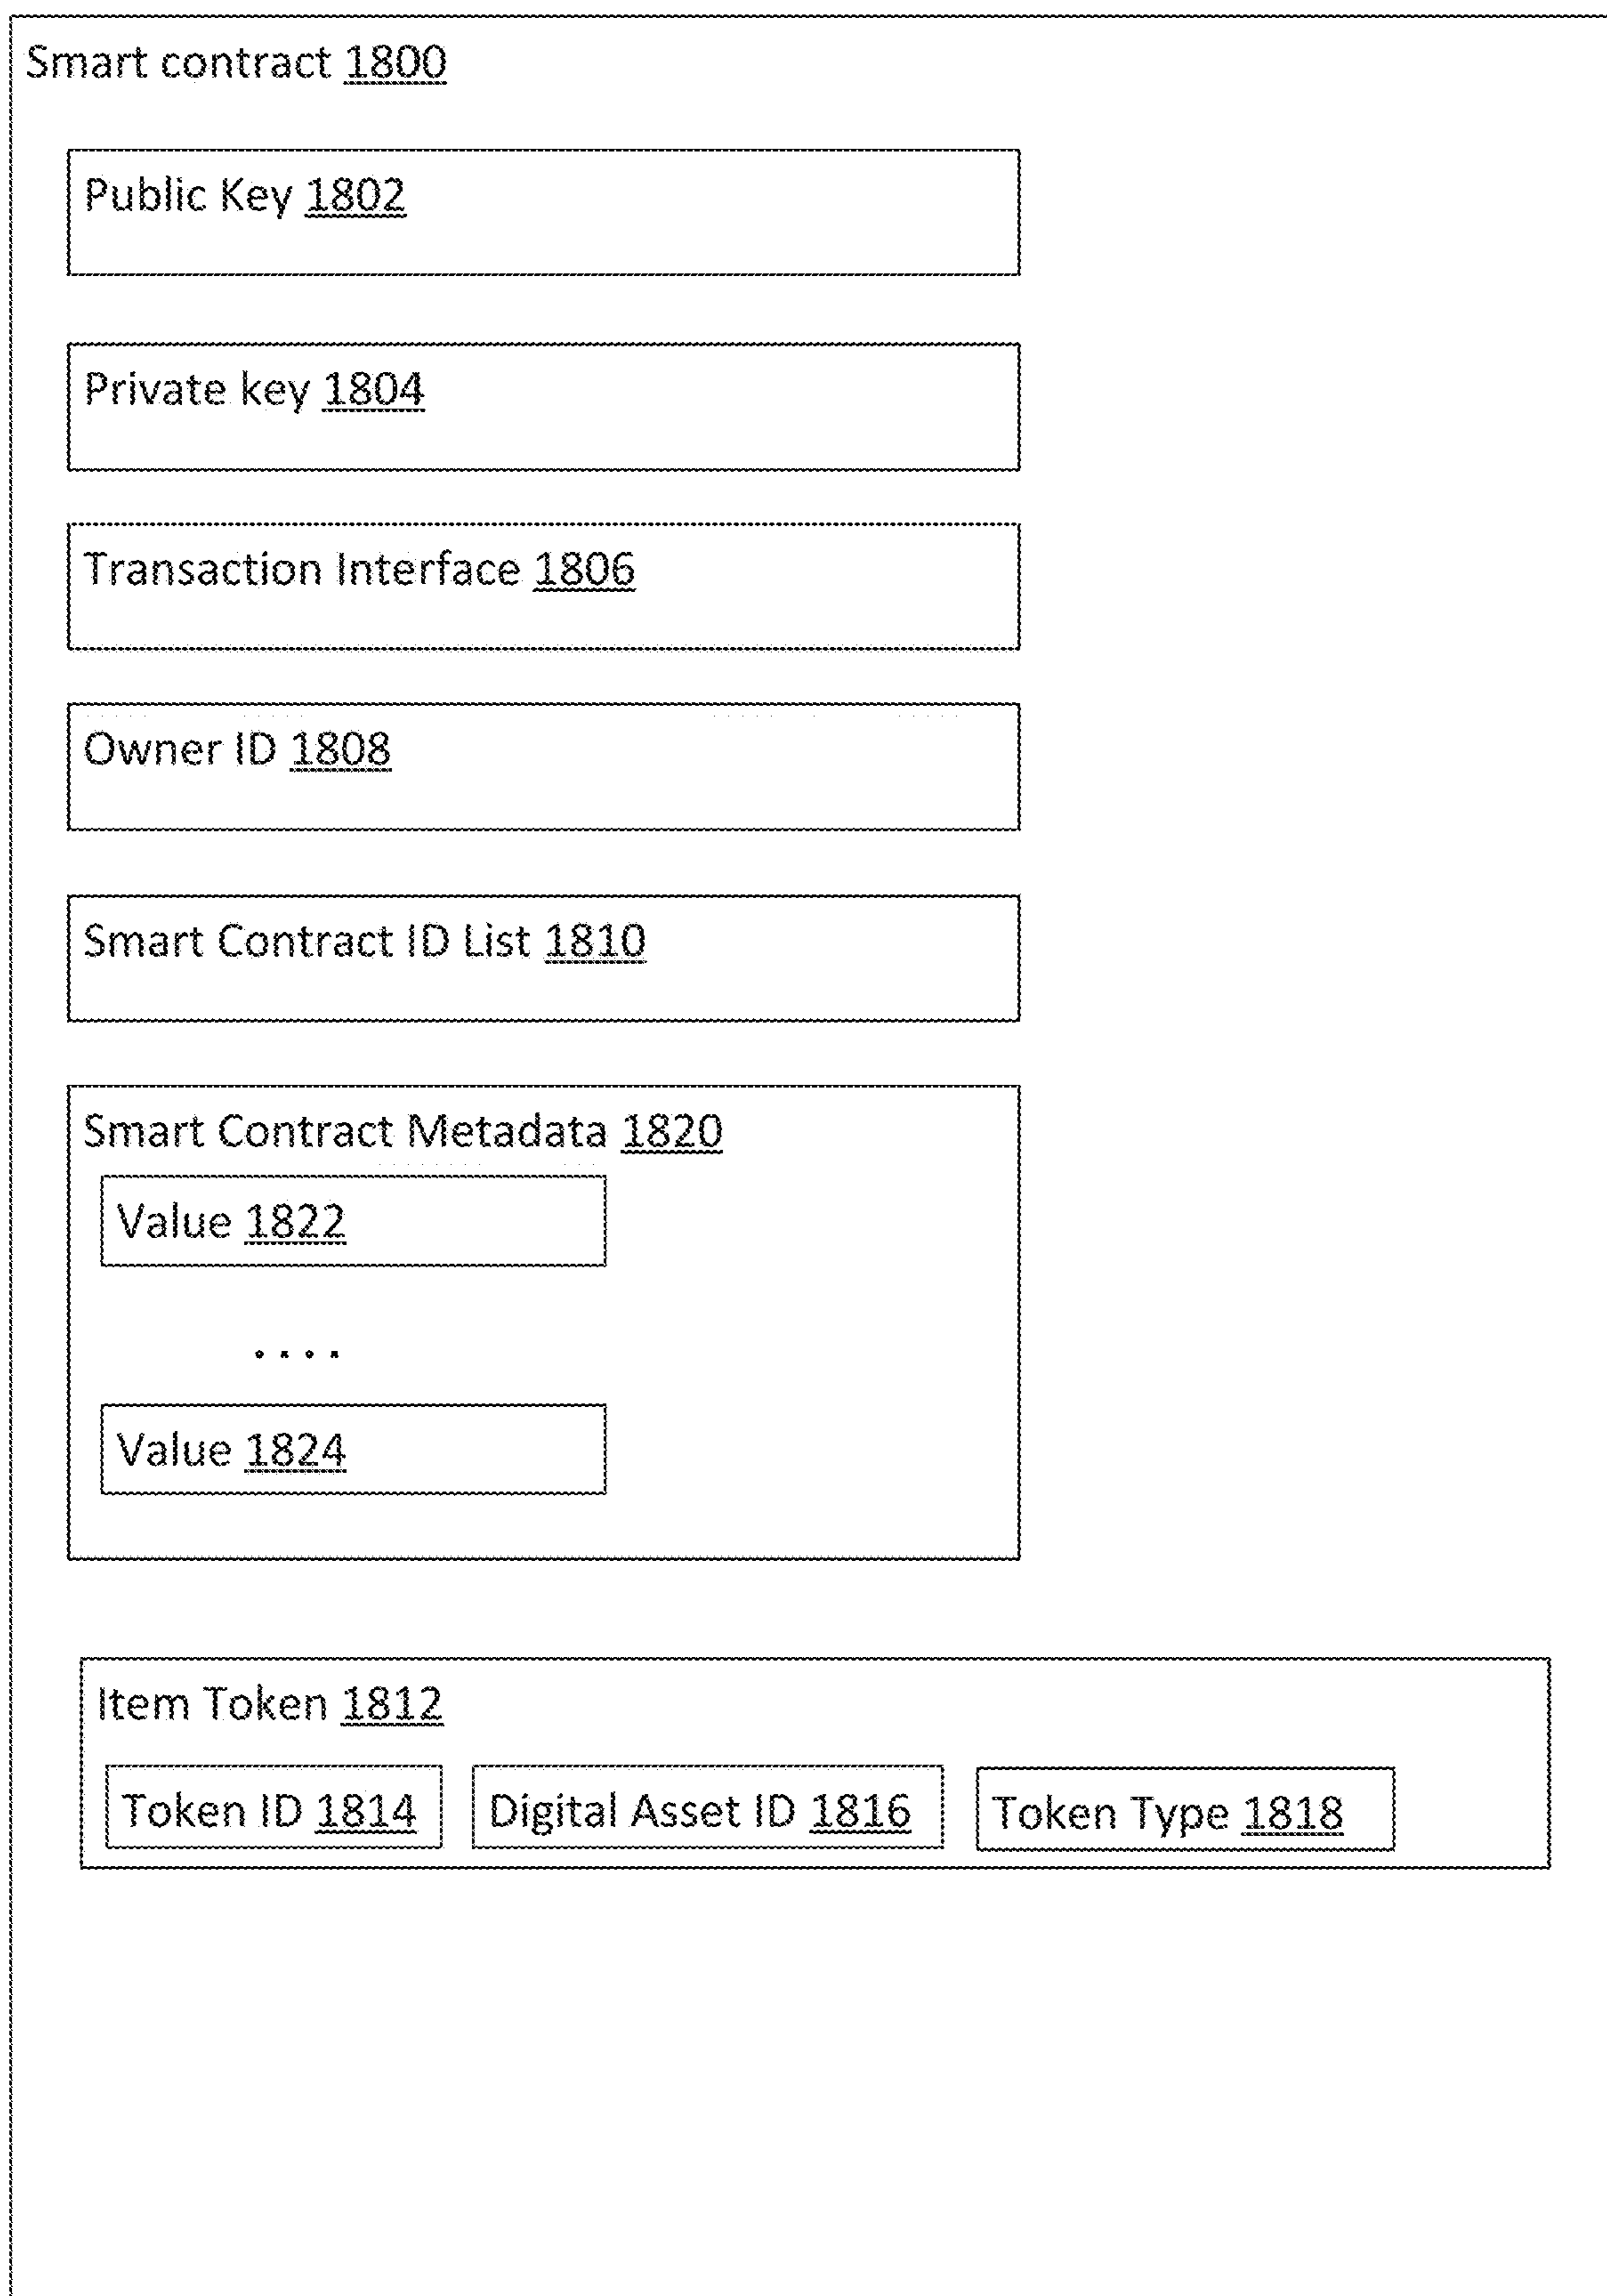 Smart contract 1800
Public Key 1802
Private key 1804
Transaction Interface 1806
Owner ID 1808
Smart Contract ID List 1810
Smart Contract Metadata 1820
Value 1822
....
Value 1824
Item Token 1812
Token ID 1814 Digital Asset ID 1816 Token Type 1818